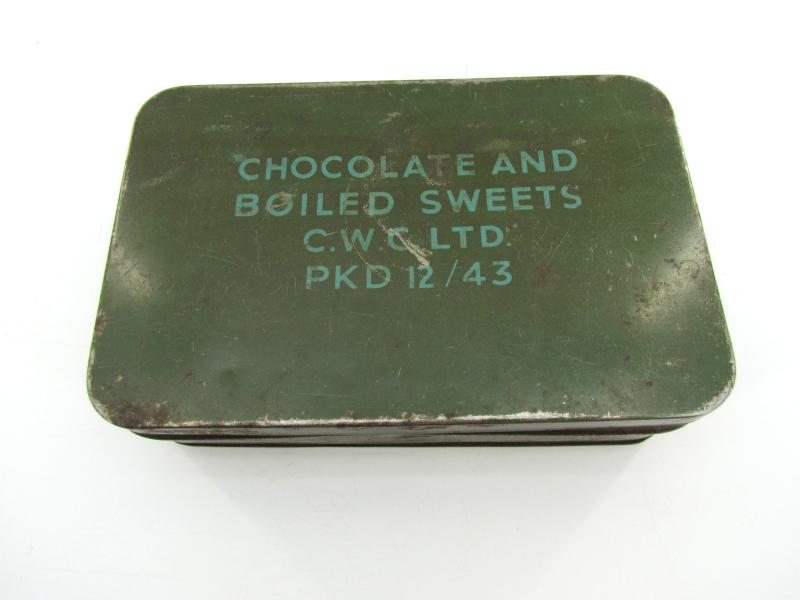 CHOCOLATE AND
BOILED SWEETS
C.W.C. LTD.
PKD 12/43